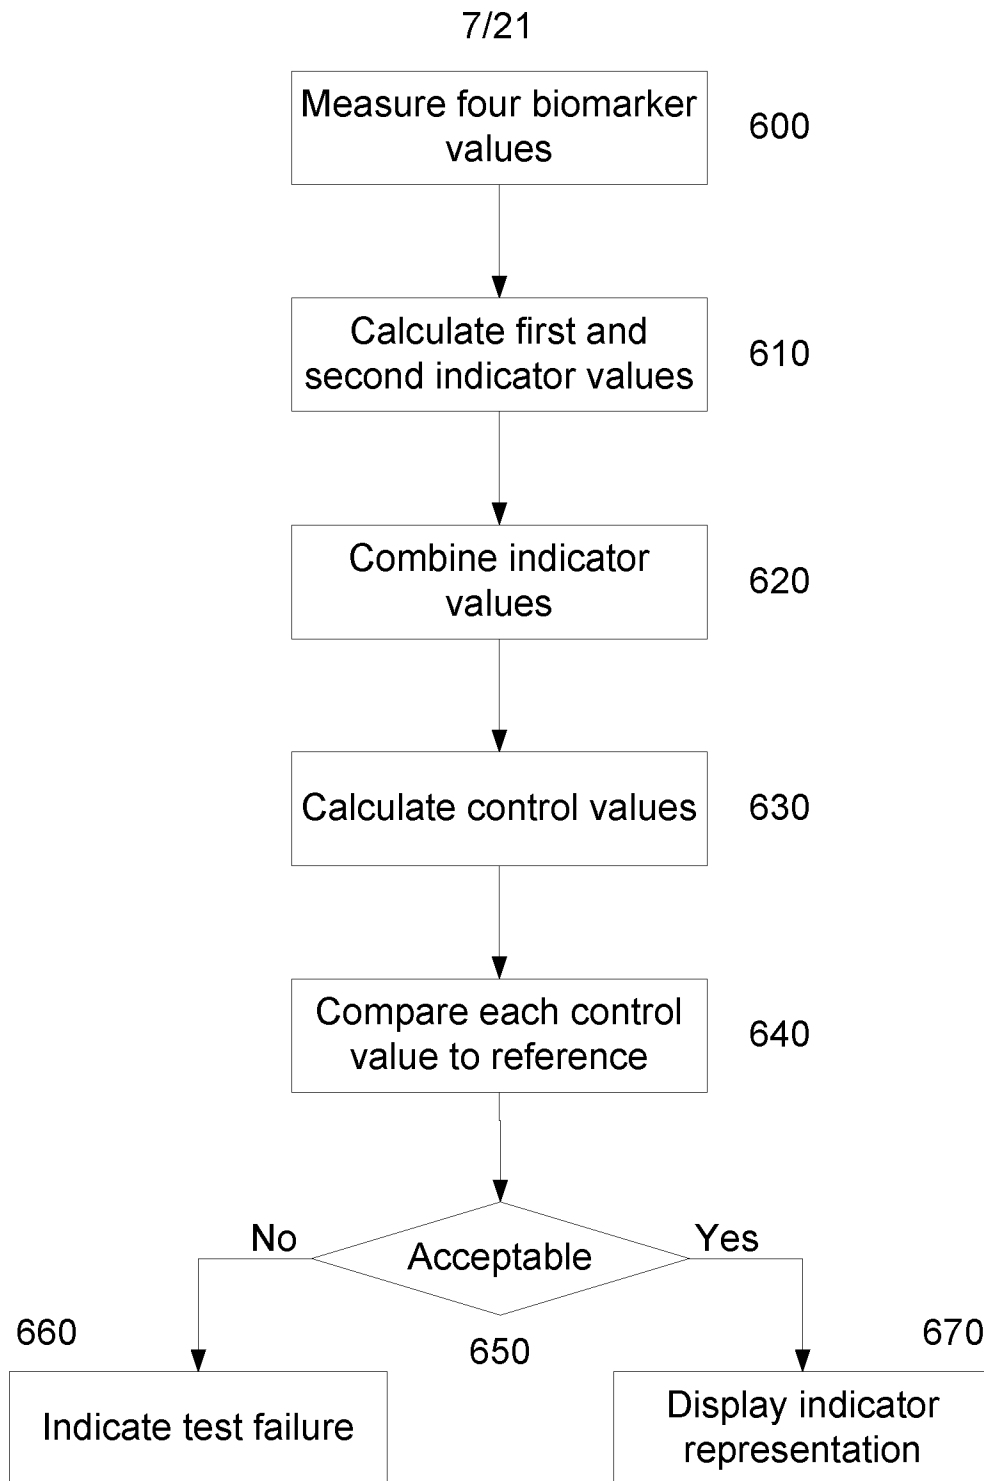 7/21
Measure four biomarker
values
600
Calculate first and
second indicator values
610
Combine indicator
values
620
Calculate control values
630
Compare each control
value to reference
640
No
Acceptable
Yes
660
650
670
Indicate test failure
Display indicator
representation